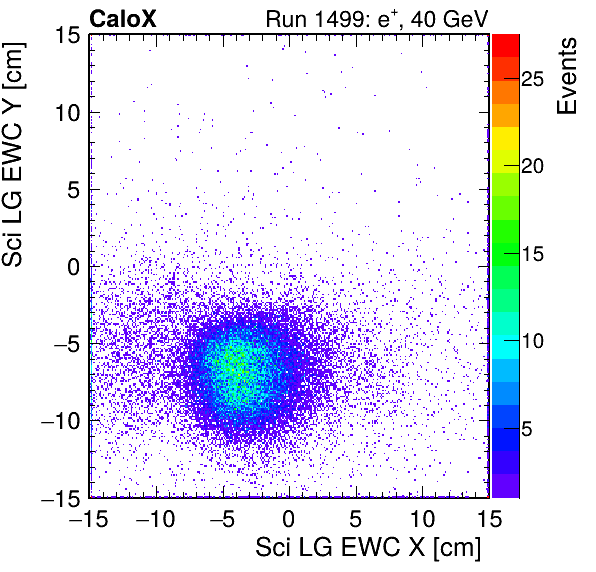 CaloX Run 1499: e+, 40 GeV
Sci LG EWC Y [cm]
15
10
5
0
−5
−10
−15
−15 −10 −5 0 5 10 15
Sci LG EWC X [cm]
Events
25
20
15
10
5